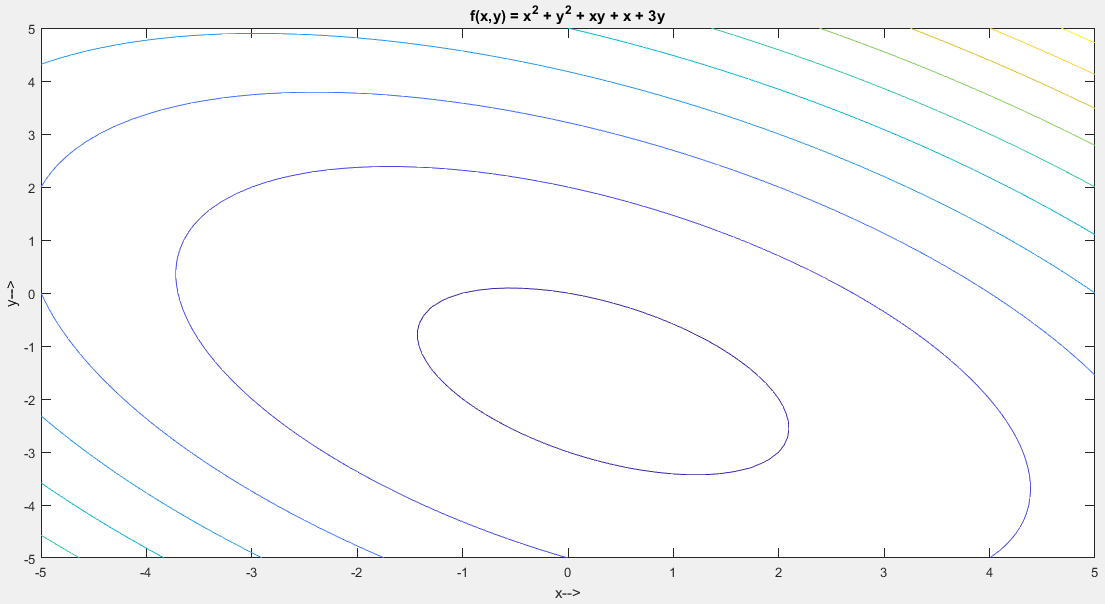 f(x,y) = x² + y² + xy + x + 3y
5
4
3
2
1
0
-1
-2
-3
-4
-5
y-->
-5 -4 -3 -2 -1 0 1 2 3 4 5
x-->